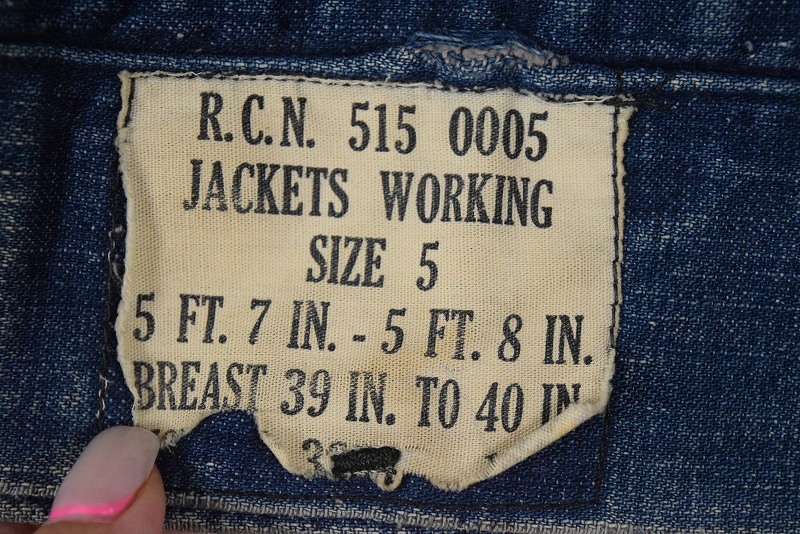 R.C.N. 515 0005
JACKETS WORKING
SIZE 5
5 FT. 7 IN. - 5 FT. 8 IN.
BREAST 39 IN. TO 40 IN.